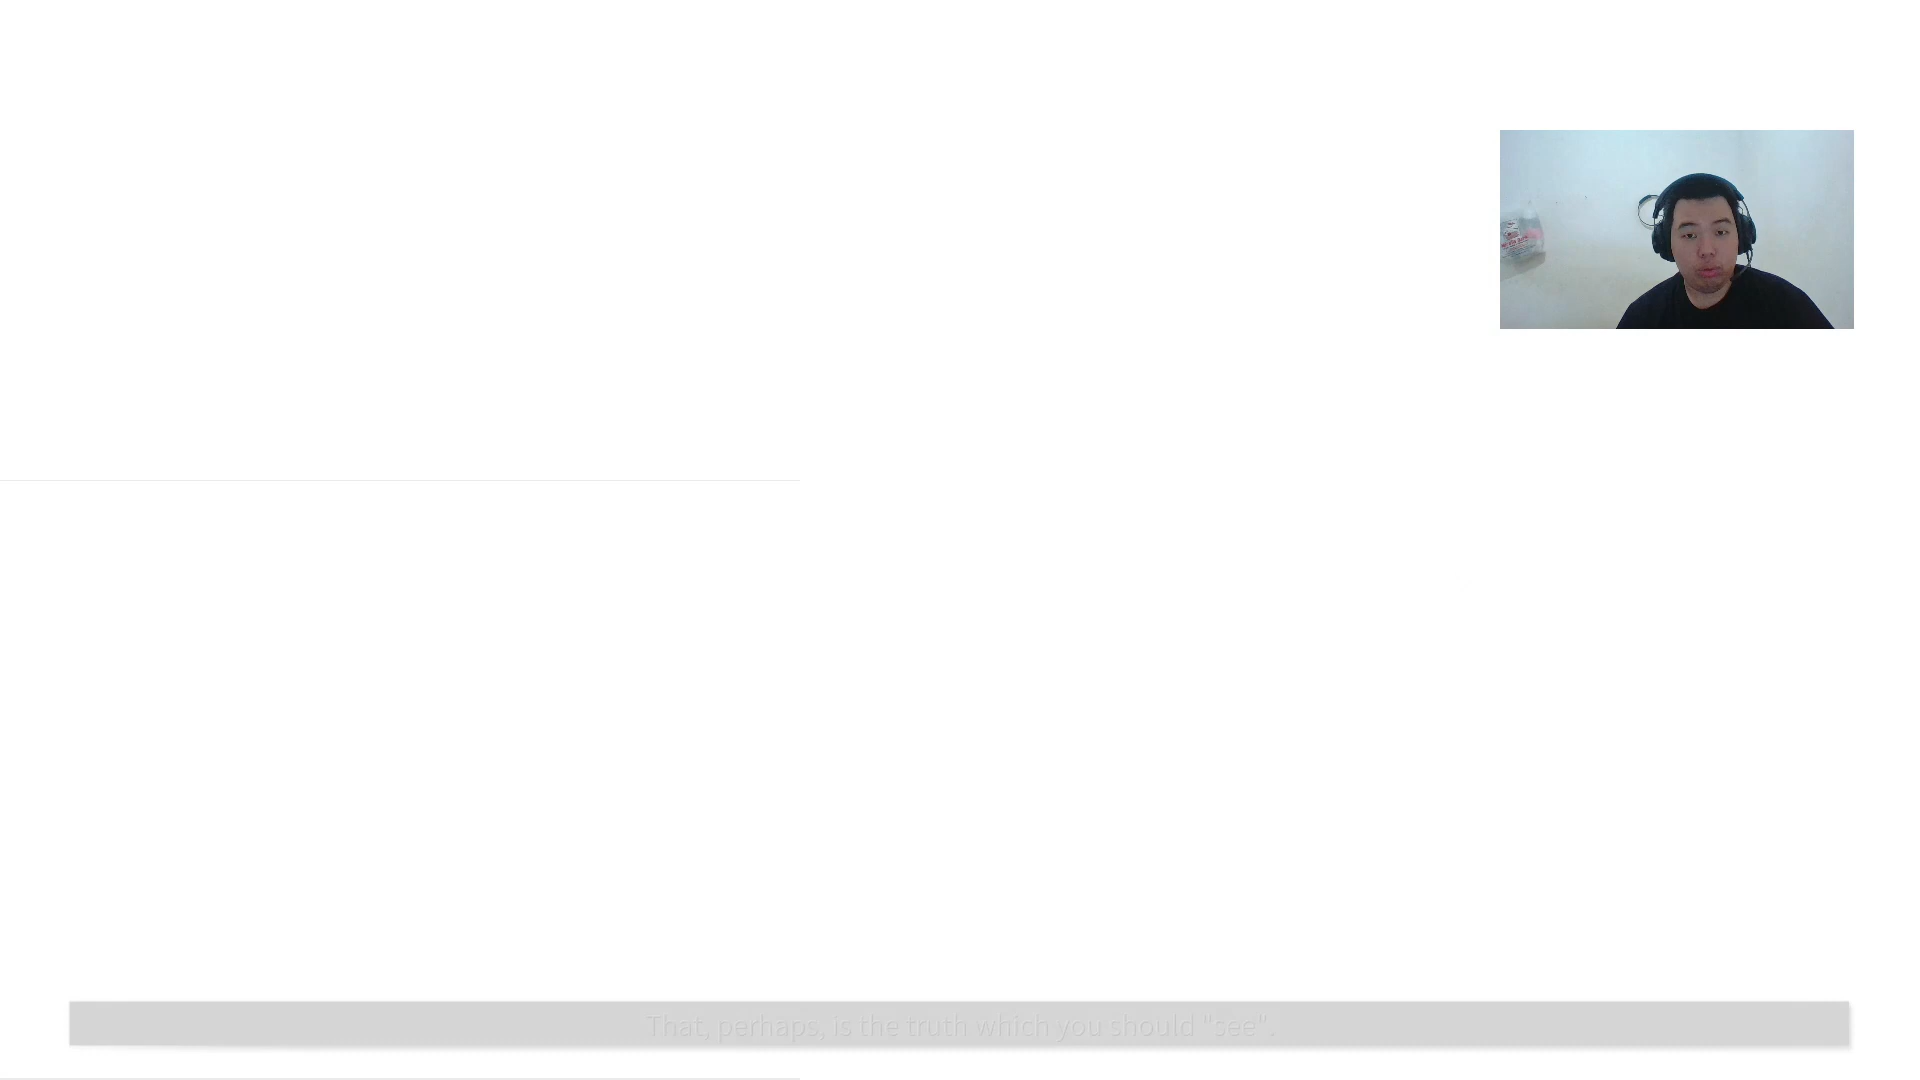 That, perhaps, is the truth which you should "see".